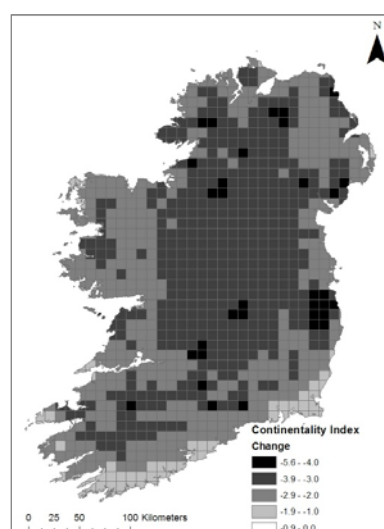 N
Continentality Index
Change
-5.6 - -4.0
-3.9 - -3.0
-2.9 - -2.0
-1.9 - -1.0
-0.9 - 0.0
0 25 50 100 Kilometers